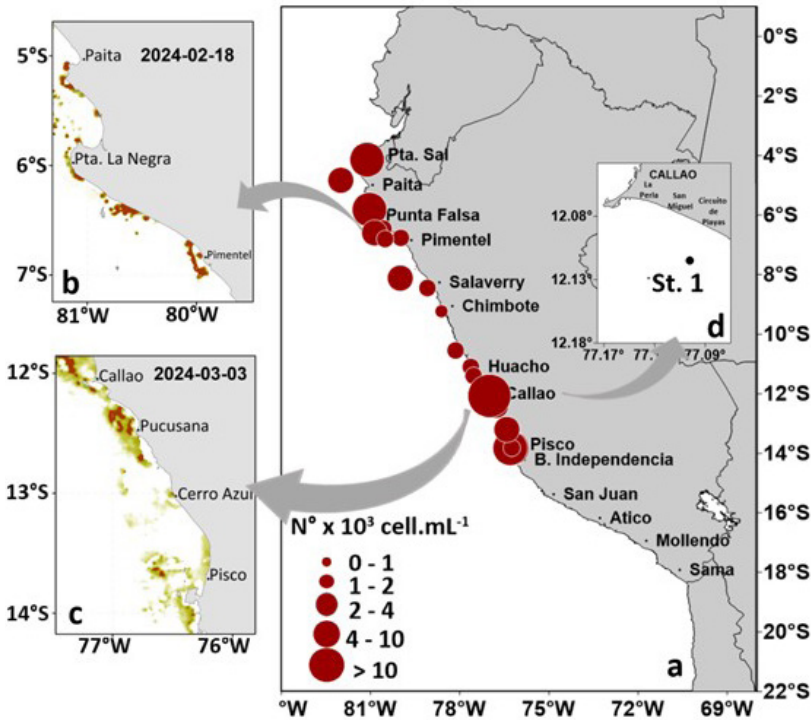 5°S
6°S
7°S
Paita
2024-02-18
Pta. La Negra
Pimentel
b
81°W
80°W
12°S
13°S
14°S
2024-03-03
Callao
Pucusana
Cerro Azul
Pisco
c
77°W
76°W
Pta. Sal
Paita
Punta Falsa
Pimentel
Salaverry
Chimbote
Huacho
Callao
Pisco
B. Independencia
San Juan
Atico
Mollendo
Sama
N° x 10³ cell.mL⁻¹
0 - 1
1 - 2
2 - 4
4 - 10
> 10
a
CALLAO
La Perla
San Miguel
Circuito de Playas
12.08°
12.13°
12.18°
St. 1
77.17°
77.09°
d
0°S
2°S
4°S
6°S
8°S
10°S
12°S
14°S
16°S
18°S
20°S
22°S
°W
81°W
78°W
75°W
72°W
69°W